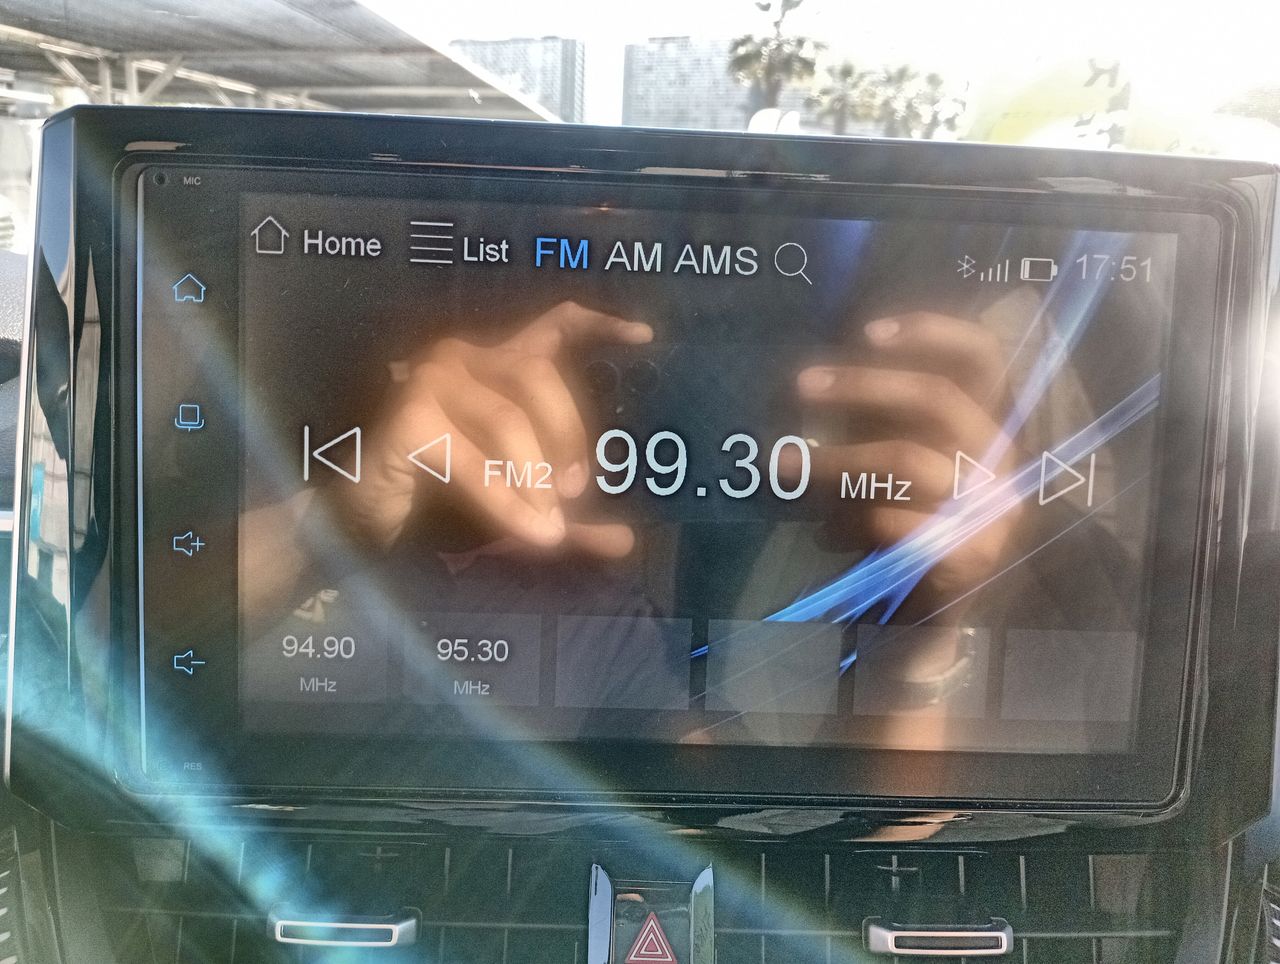 MIC
Home List FM AM AMS 17:51
FM2 99.30 MHz
94.90 95.30
MHz MHz
RES